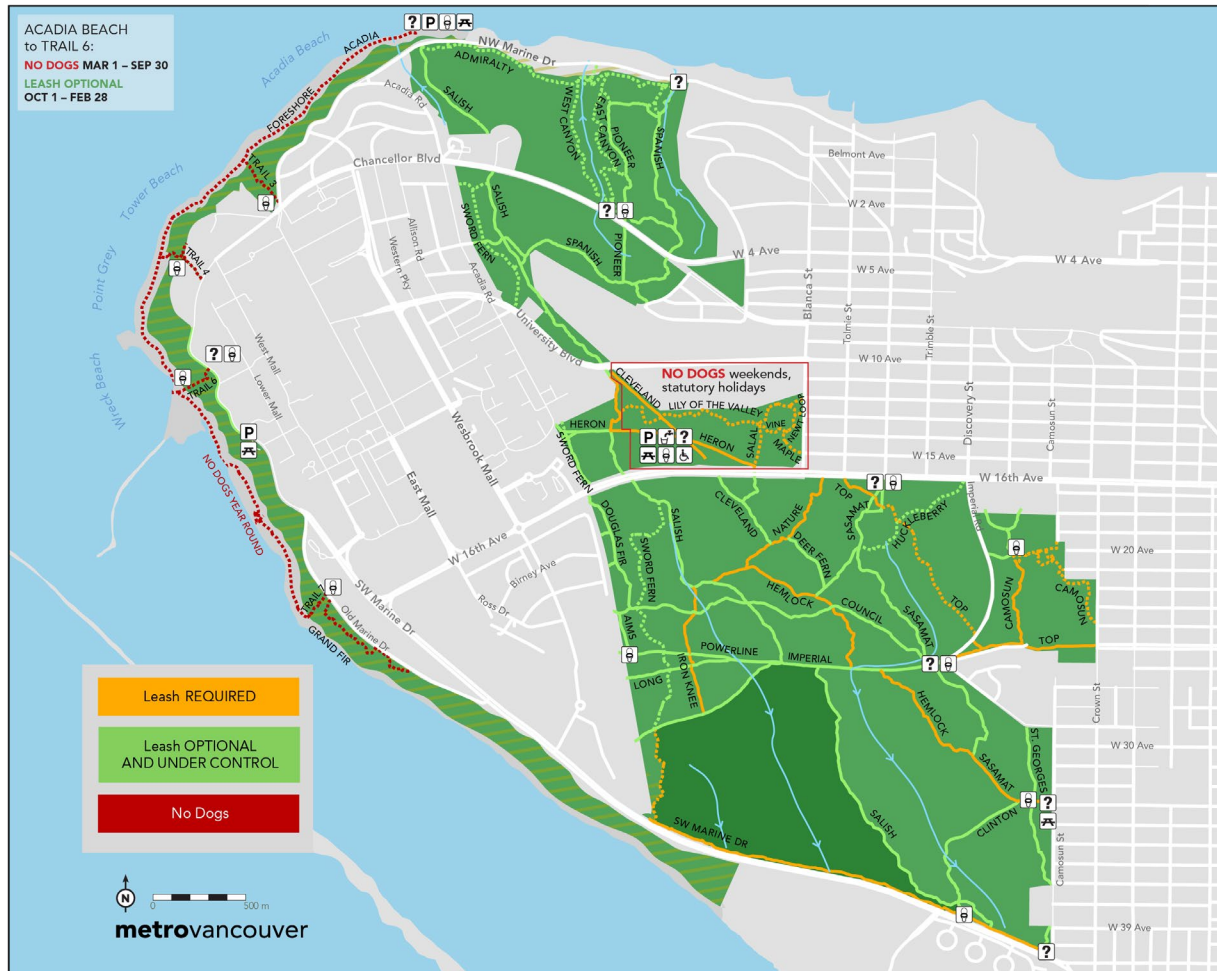 ACADIA BEACH
to TRAIL 6:
NO DOGS MAR 1 – SEP 30
LEASH OPTIONAL
OCT 1 – FEB 28
? P
ACADIA
Acadia Beach
NW Marine Dr
ADMIRALTY
?
SALISH
Acadia Rd
FORESHORE
WEST CANYON
EAST CANYON
PIONEER
SPANISH
Chancellor Blvd
TRAIL 3
Tower Beach
Belmont Ave
W 2 Ave
?
SALISH
SWORD FERN
Allison Rd
Western Pky
Acadia Rd
SPANISH
PIONEER
W 4 Ave
W 4 Ave
W 5 Ave
TRAIL 4
Point Grey
Blanca St
Tolmie St
Trimble St
University Blvd
West Mall
Lower Mall
?
TRAIL 6
Wreck Beach
W 10 Ave
NO DOGS weekends,
statutory holidays
CLEVELAND
LILY OF THE VALLEY
HERON
VINE
NEWT LOOP
SALAL
MAPLE
HERON
P ?
Discovery St
Camosun St
P
W 15 Ave
W 16th Ave
Wesbrook Mall
East Mall
SWORD FERN
NO DOGS YEAR ROUND
?
TOP
Imperial Rd
DOUGLAS FIR
SALISH
CLEVELAND
NATURE
SASAMAT
HUCKLEBERRY
W 16th Ave
SWORD FERN
DEER FERN
W 20 Ave
Birney Ave
Ross Dr
SW Marine Dr
TRAIL 7
Old Marine Dr
GRAND FIR
HEMLOCK
COUNCIL
SASAMAT
TOP
CAMOSUN
CAMOSUN
TOP
AIMS
POWERLINE
IMPERIAL
?
LONG
IRON KNEE
Crown St
HEMLOCK
SASAMAT
ST. GEORGES
W 30 Ave
?
CLINTON
SALISH
SW MARINE DR
Camosun St
W 39 Ave
?
Leash REQUIRED
Leash OPTIONAL
AND UNDER CONTROL
No Dogs
N
0 500 m
metrovancouver